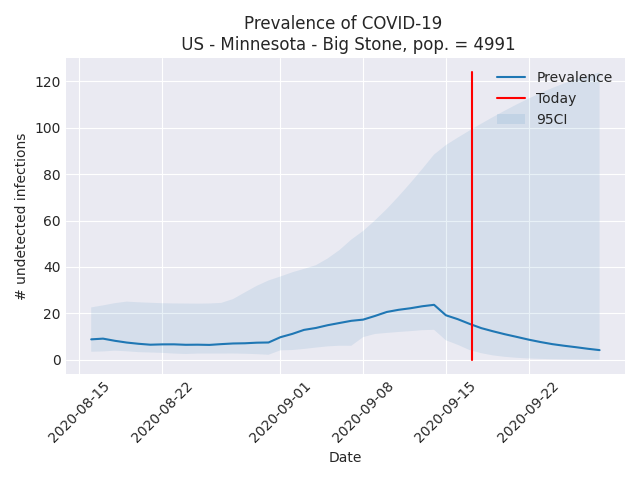 Prevalence of COVID-19
US - Minnesota - Big Stone, pop. = 4991
120
100
80
60
40
20
0
# undetected infections
Prevalence
Today
95CI
2020-08-15
2020-08-22
2020-09-01
2020-09-08
2020-09-15
2020-09-22
Date